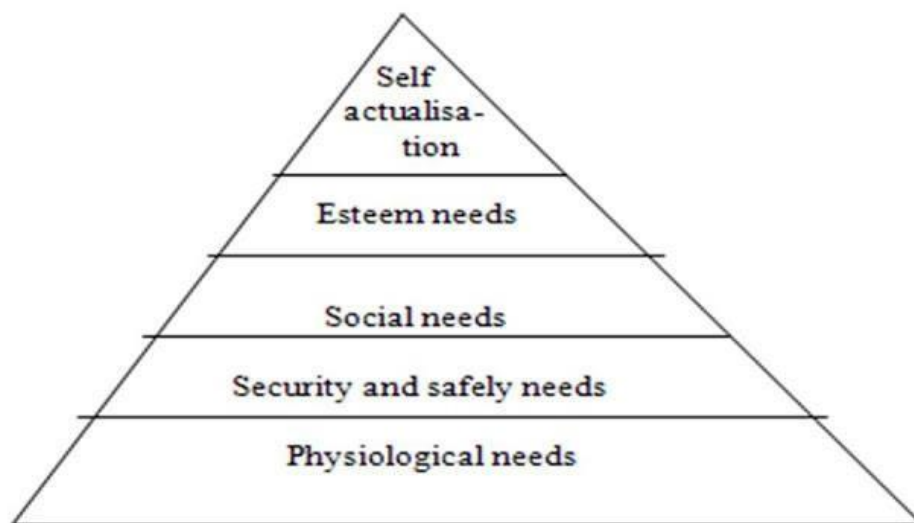 Self
actualisa-
tion
Esteem needs
Social needs
Security and safely needs
Physiological needs